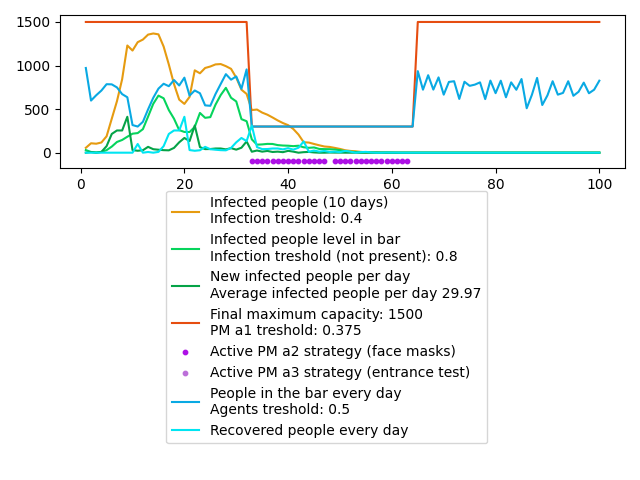 1500
1000
500
0
0 20 40 60 80 100
Infected people (10 days)
Infection treshold: 0.4
Infected people level in bar
Infection treshold (not present): 0.8
New infected people per day
Average infected people per day 29.97
Final maximum capacity: 1500
PM a1 treshold: 0.375
Active PM a2 strategy (face masks)
Active PM a3 strategy (entrance test)
People in the bar every day
Agents treshold: 0.5
Recovered people every day